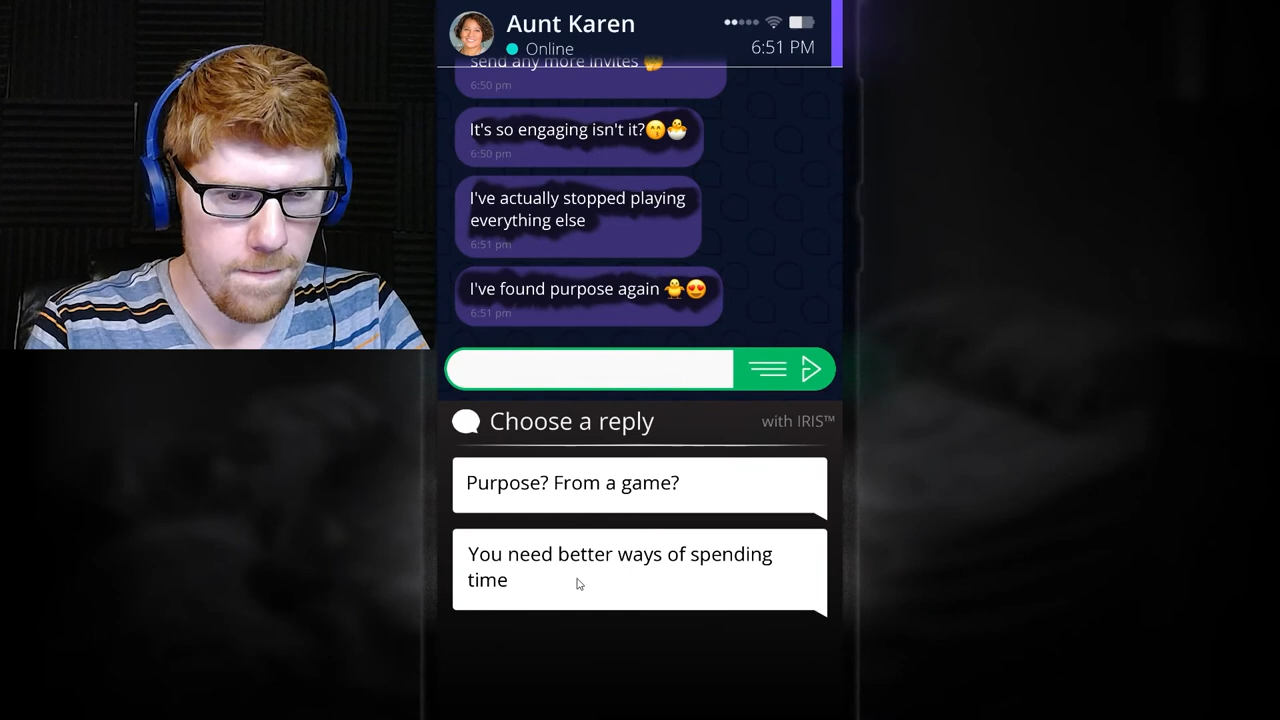 Aunt Karen
Online
6:51 PM
send any more invites 
6:50 pm
It's so engaging isn't it?😙🐣
6:50 pm
I've actually stopped playing
everything else
6:51 pm
I've found purpose again 🐥😍
6:51 pm
Choose a reply
with IRIS™
Purpose? From a game?
You need better ways of spending
time